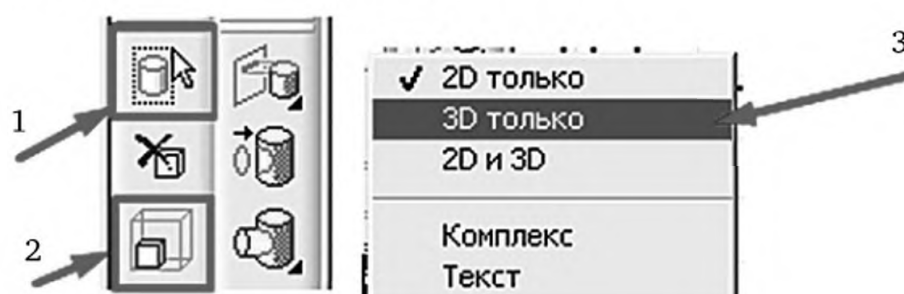 1
2
3
2D только
3D только
2D и 3D
Комплекс
Текст